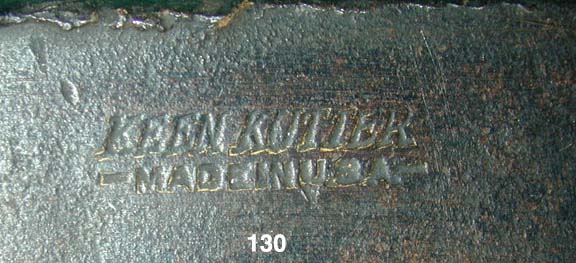 KEEN KUTTER
-MADE IN U.S.A.-
130